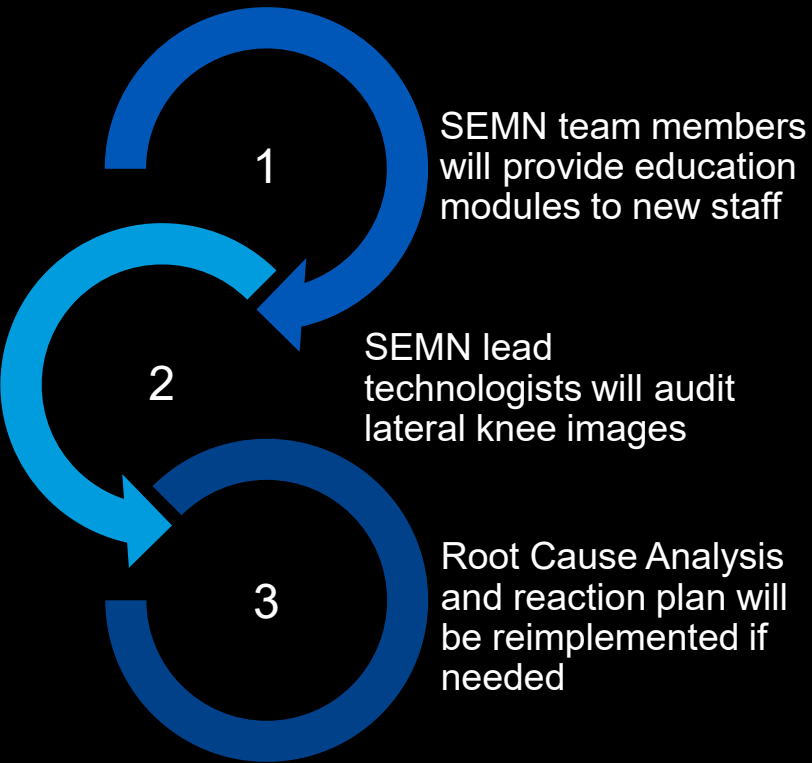 1
SEMN team members
will provide education
modules to new staff
2
SEMN lead
technologists will audit
lateral knee images
3
Root Cause Analysis
and reaction plan will
be reimplemented if
needed